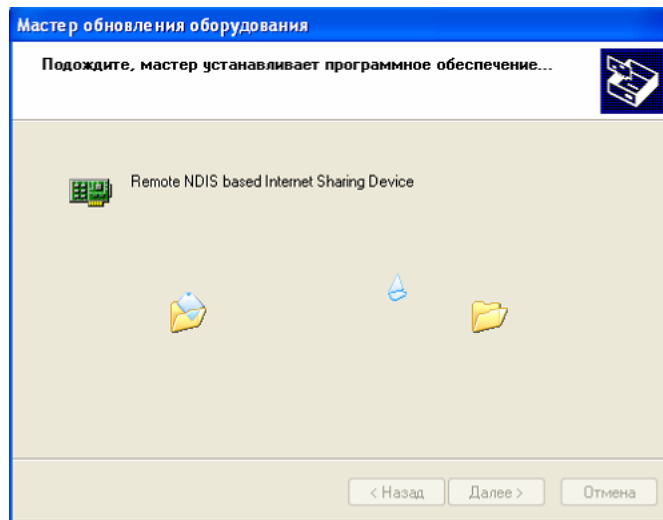 Мастер обновления оборудования
Подождите, мастер устанавливает программное обеспечение...
Remote NDIS based Internet Sharing Device
< Назад
Далее >
Отмена